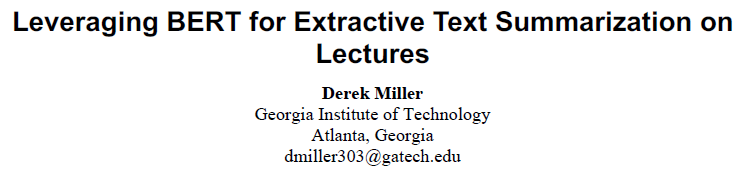 Leveraging BERT for Extractive Text Summarization on
Lectures
Derek Miller
Georgia Institute of Technology
Atlanta, Georgia
dmiller303@gatech.edu